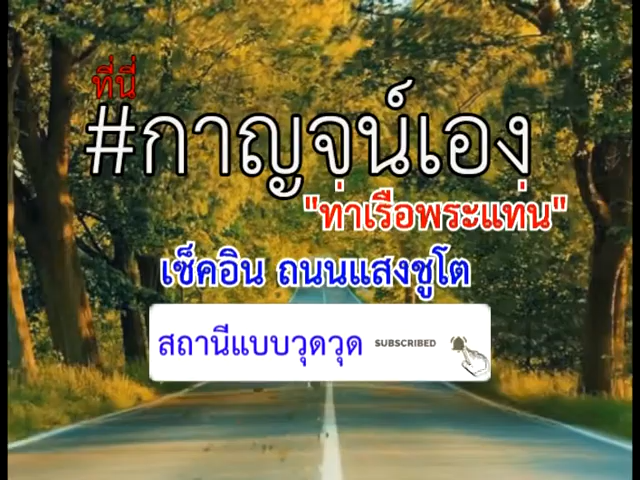 ที่นี่
#กาญจน์เอง
"ท่าเรือพระแท่น"
เช็คอิน ถนนแสงชูโต
สถานีแบบวุดวุด SUBSCRIBED